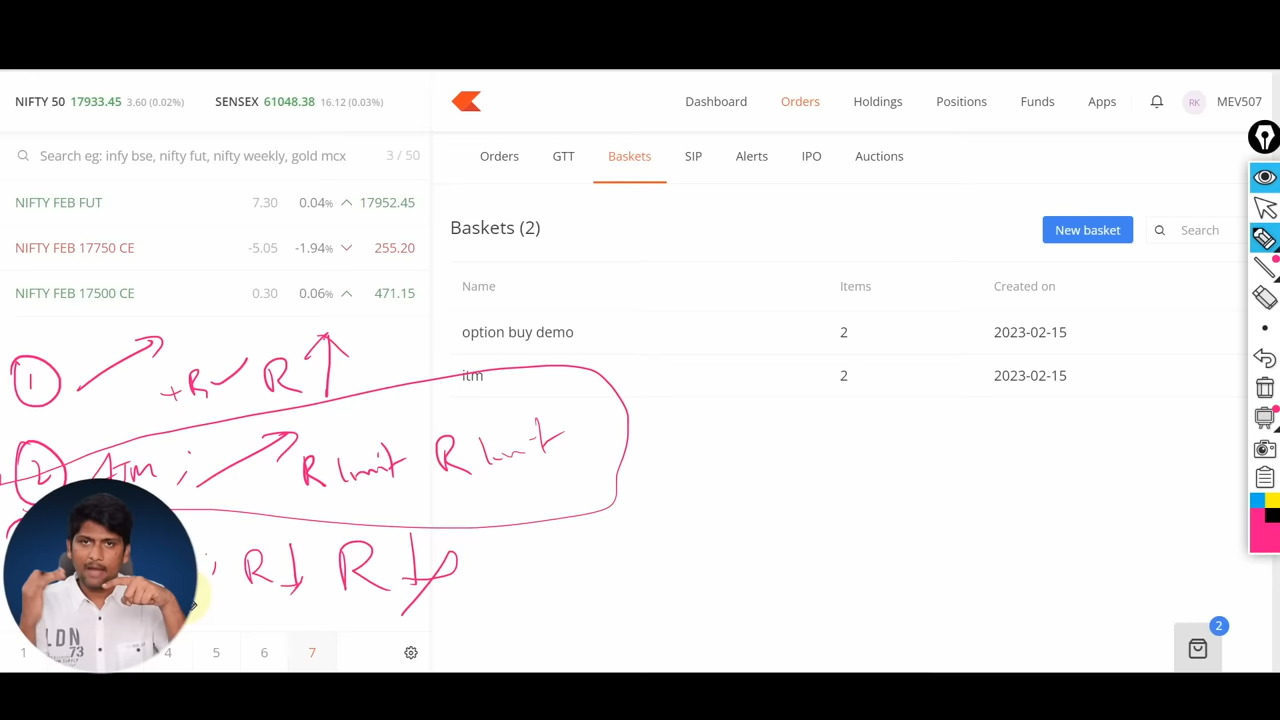 NIFTY 50 17933.45 3.60 (0.02%) SENSEX 61048.38 16.12 (0.03%)
Dashboard Orders Holdings Positions Funds Apps RK MEV507
Search eg: infy bse, nifty fut, nifty weekly, gold mcx 3 / 50
Orders GTT Baskets SIP Alerts IPO Auctions
NIFTY FEB FUT 7.30 0.04% 17952.45
Baskets (2) New basket Search
NIFTY FEB 17750 CE -5.05 -1.94% 255.20
Name Items Created on
NIFTY FEB 17500 CE 0.30 0.06% 471.15
option buy demo 2 2023-02-15
itm 2 2023-02-15
1 +R R
2 ATM ; R limit R limit
; R R
LDN
73
1 4 5 6 7
2